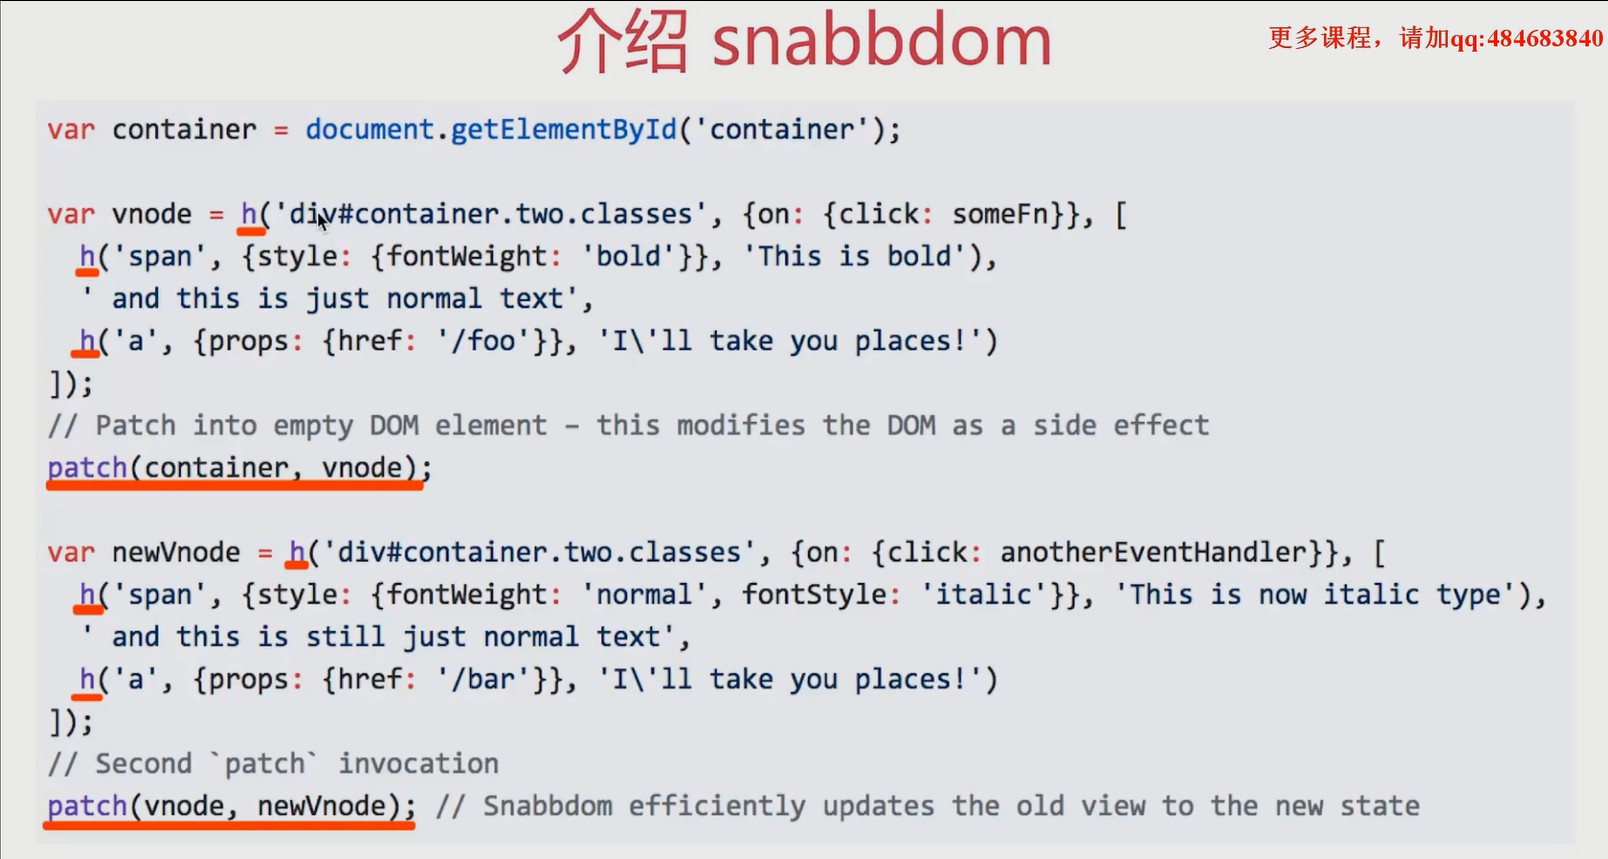 介绍 snabbdom
更多课程，请加qq:484683840
var container = document.getElementById('container');
var vnode = h('div#container.two.classes', {on: {click: someFn}}, [
h('span', {style: {fontWeight: 'bold'}}, 'This is bold'),
' and this is just normal text',
h('a', {props: {href: '/foo'}}, 'I\'ll take you places!')
]);
// Patch into empty DOM element – this modifies the DOM as a side effect
patch(container, vnode);
var newVnode = h('div#container.two.classes', {on: {click: anotherEventHandler}}, [
h('span', {style: {fontWeight: 'normal', fontStyle: 'italic'}}, 'This is now italic type'),
' and this is still just normal text',
h('a', {props: {href: '/bar'}}, 'I\'ll take you places!')
]);
// Second `patch` invocation
patch(vnode, newVnode); // Snabbdom efficiently updates the old view to the new state